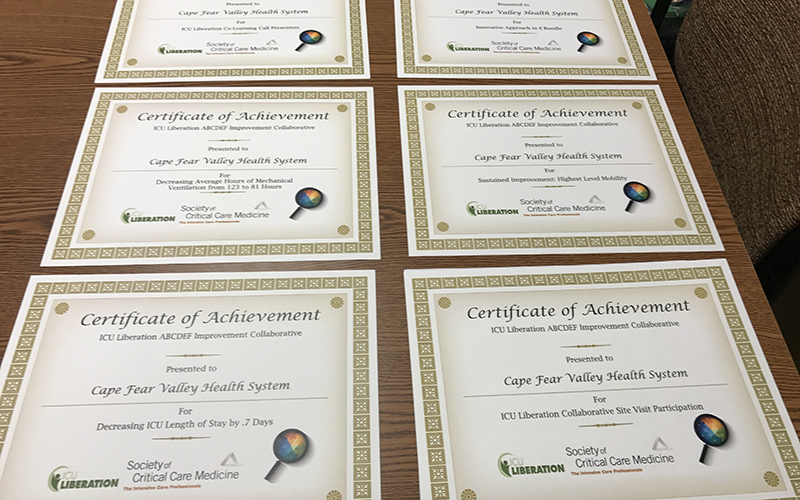 Cape Fear Valley Health System
For
ICU Liberation Co-Learning Call Presenters
ICU
LIBERATION
Society of
Critical Care Medicine
The Intensive Care Professionals
Cape Fear Valley Health System
For
Innovative Approach to E Bundle
ICU
LIBERATION
Society of
Critical Care Medicine
The Intensive Care Professionals
Certificate of Achievement
ICU Liberation ABCDEF Improvement Collaborative
Presented to
Cape Fear Valley Health System
For
Decreasing Average Hours of Mechanical
Ventilation from 123 to 81 Hours
ICU
LIBERATION
Society of
Critical Care Medicine
The Intensive Care Professionals
Certificate of Achievement
ICU Liberation ABCDEF Improvement Collaborative
Presented to
Cape Fear Valley Health System
For
Sustained Improvement: Highest Level Mobility
ICU
LIBERATION
Society of
Critical Care Medicine
The Intensive Care Professionals
Certificate of Achievement
ICU Liberation ABCDEF Improvement Collaborative
Presented to
Cape Fear Valley Health System
For
Decreasing ICU Length of Stay by .7 Days
ICU
LIBERATION
Society of
Critical Care Medicine
The Intensive Care Professionals
Certificate of Achievement
ICU Liberation ABCDEF Improvement Collaborative
Presented to
Cape Fear Valley Health System
For
ICU Liberation Collaborative Site Visit Participation
ICU
LIBERATION
Society of
Critical Care Medicine
The Intensive Care Professionals